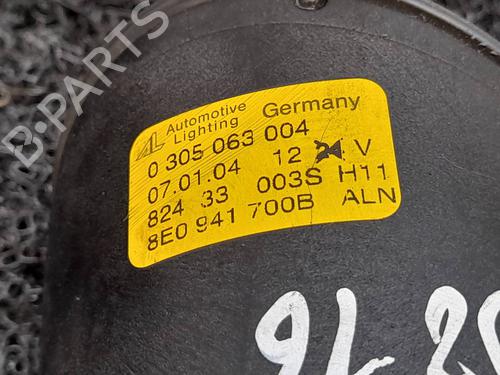 B-PARTS
AL Automotive Lighting Germany
0 305 063 004
07.01.04 12 24 V
824 33 003S H11
8E0 941 700B ALN